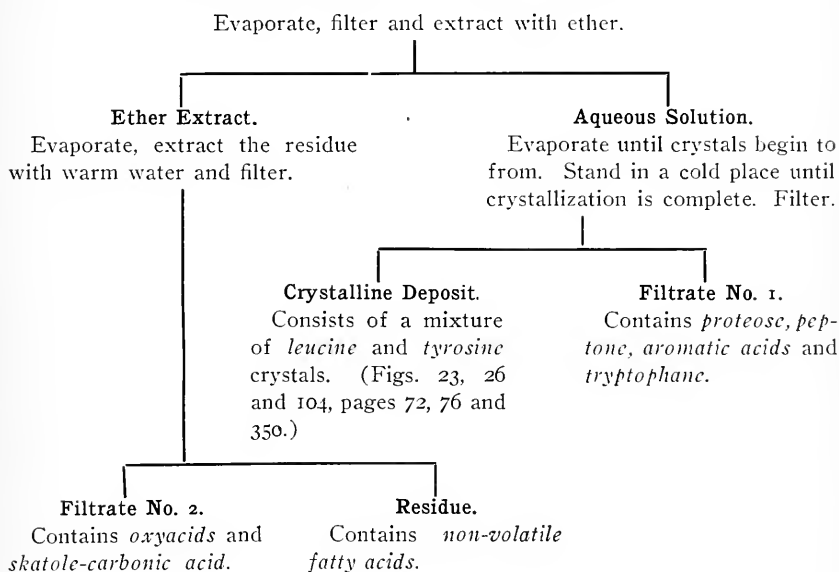 Evaporate, filter and extract with ether.
Ether Extract.
Evaporate, extract the residue
with warm water and filter.
Aqueous Solution.
Evaporate until crystals begin to
from. Stand in a cold place until
crystallization is complete. Filter.
Crystalline Deposit.
Consists of a mixture
of leucine and tyrosine
crystals. (Figs. 23, 26
and 104, pages 72, 76 and
350.)
Filtrate No. 1.
Contains proteose, pep-
tone, aromatic acids and
tryptophane.
Filtrate No. 2.
Contains oxyacids and
skatole-carbonic acid.
Residue.
Contains non-volatile
fatty acids.